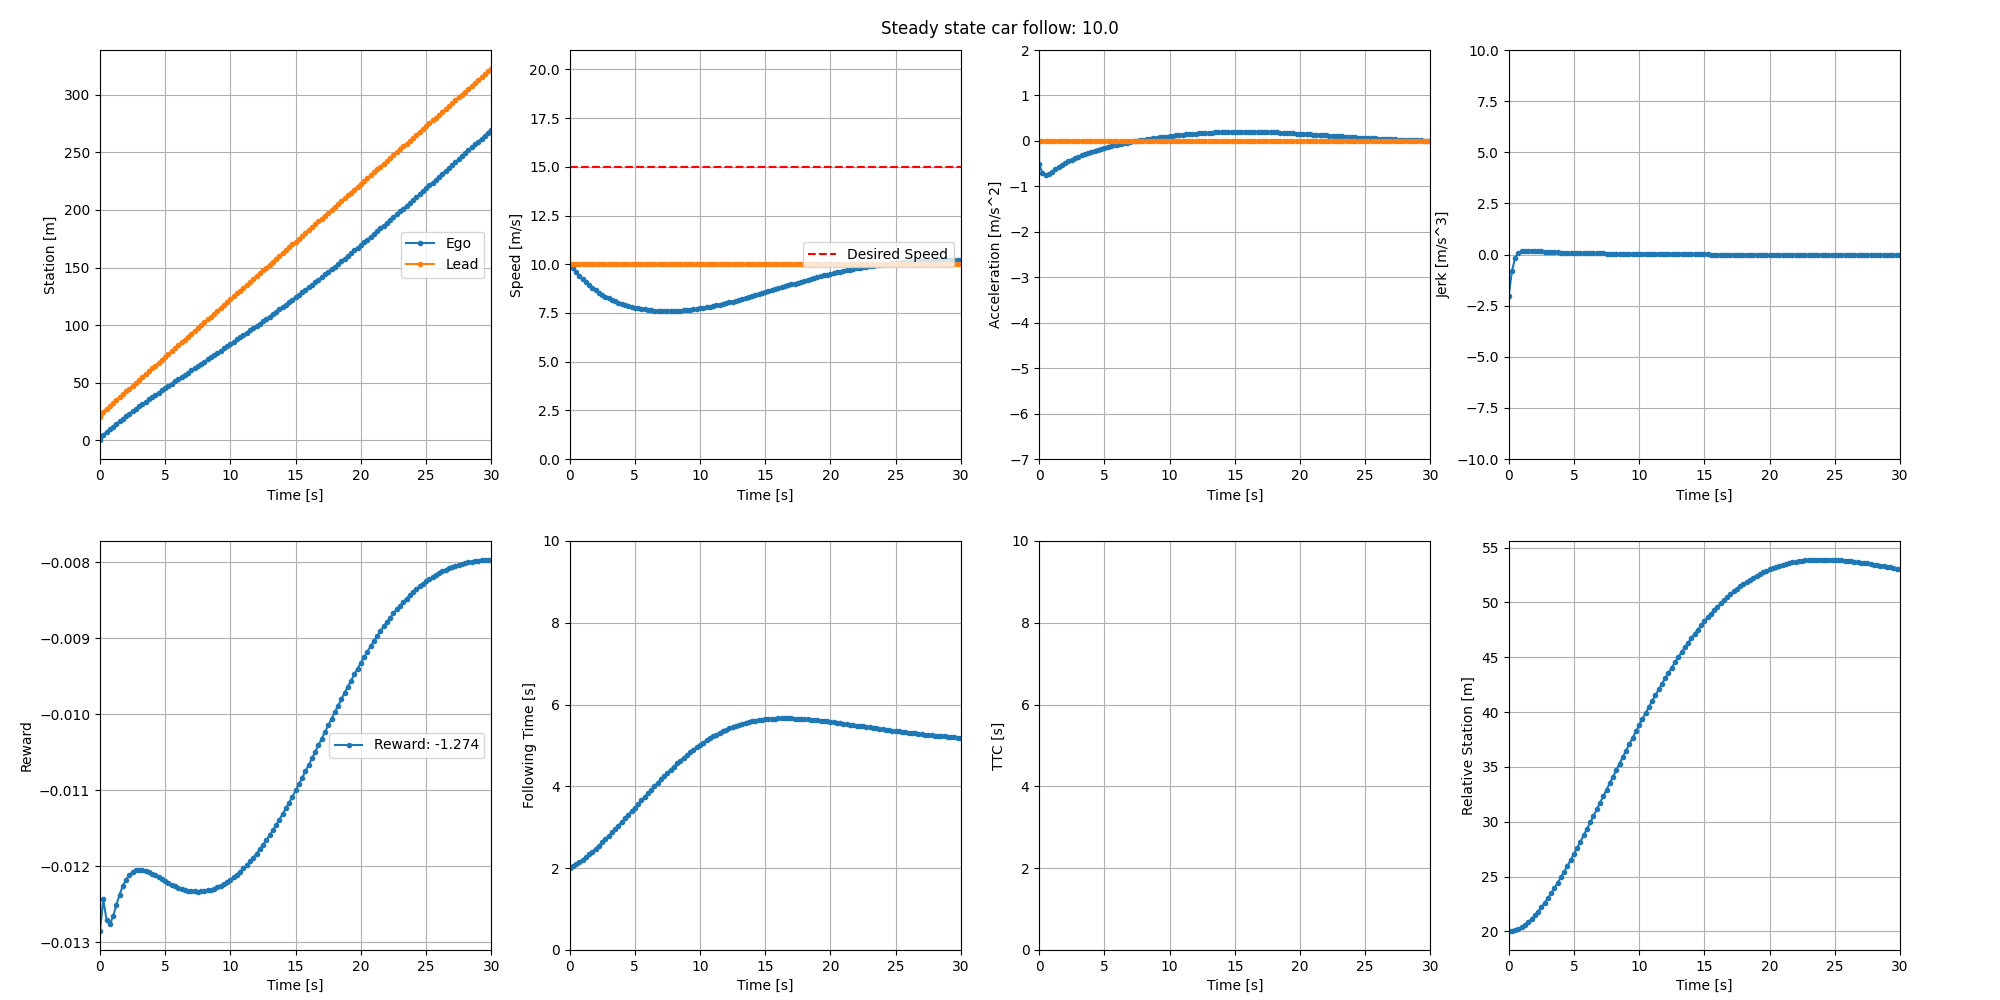 Steady state car follow: 10.0
Station [m]
300
250
200
150
100
50
0
Ego
Lead
0 5 10 15 20 25 30
Time [s]
Speed [m/s]
20.0
17.5
15.0
12.5
10.0
7.5
5.0
2.5
0.0
Desired Speed
0 5 10 15 20 25 30
Time [s]
Acceleration [m/s^2]
2
1
0
−1
−2
−3
−4
−5
−6
−7
0 5 10 15 20 25 30
Time [s]
Jerk [m/s^3]
10.0
7.5
5.0
2.5
0.0
−2.5
−5.0
−7.5
−10.0
0 5 10 15 20 25 30
Time [s]
Reward
−0.008
−0.009
−0.010
−0.011
−0.012
−0.013
Reward: -1.274
0 5 10 15 20 25 30
Time [s]
Following Time [s]
10
8
6
4
2
0
0 5 10 15 20 25 30
Time [s]
TTC [s]
10
8
6
4
2
0
0 5 10 15 20 25 30
Time [s]
Relative Station [m]
55
50
45
40
35
30
25
20
0 5 10 15 20 25 30
Time [s]